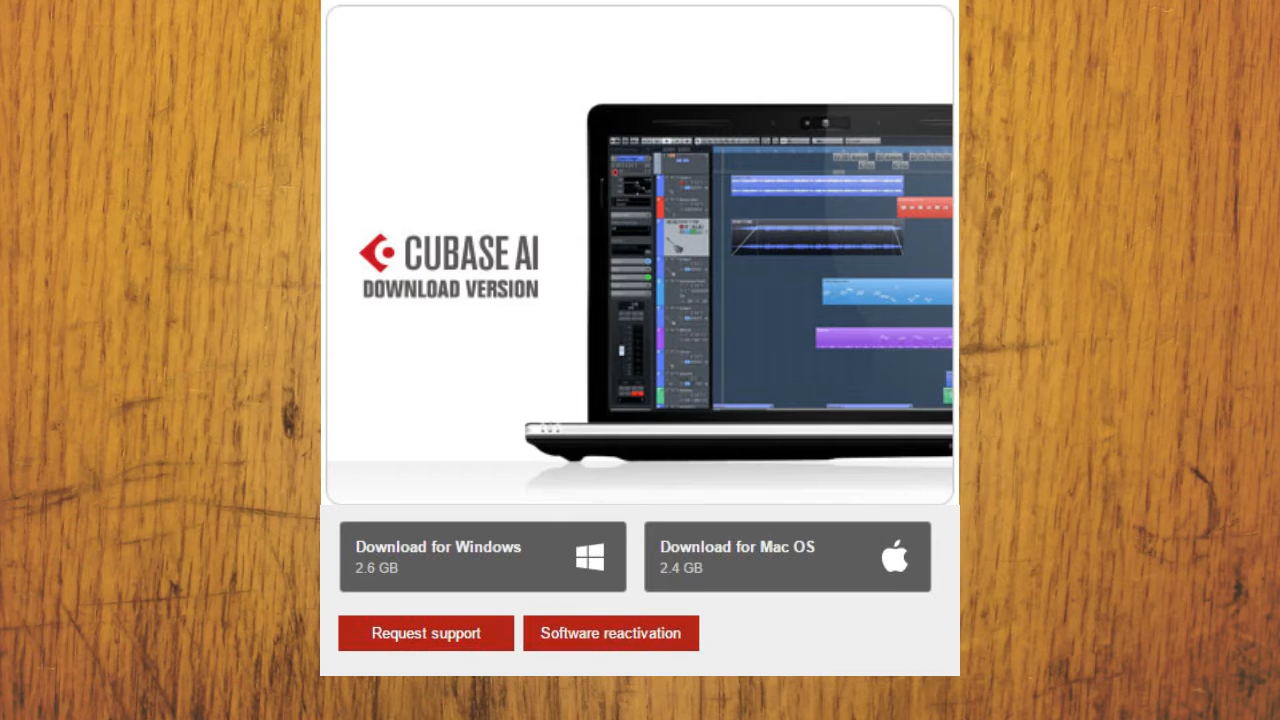 CUBASE AI
DOWNLOAD VERSION
Download for Windows
2.6 GB
Download for Mac OS
2.4 GB
Request support
Software reactivation